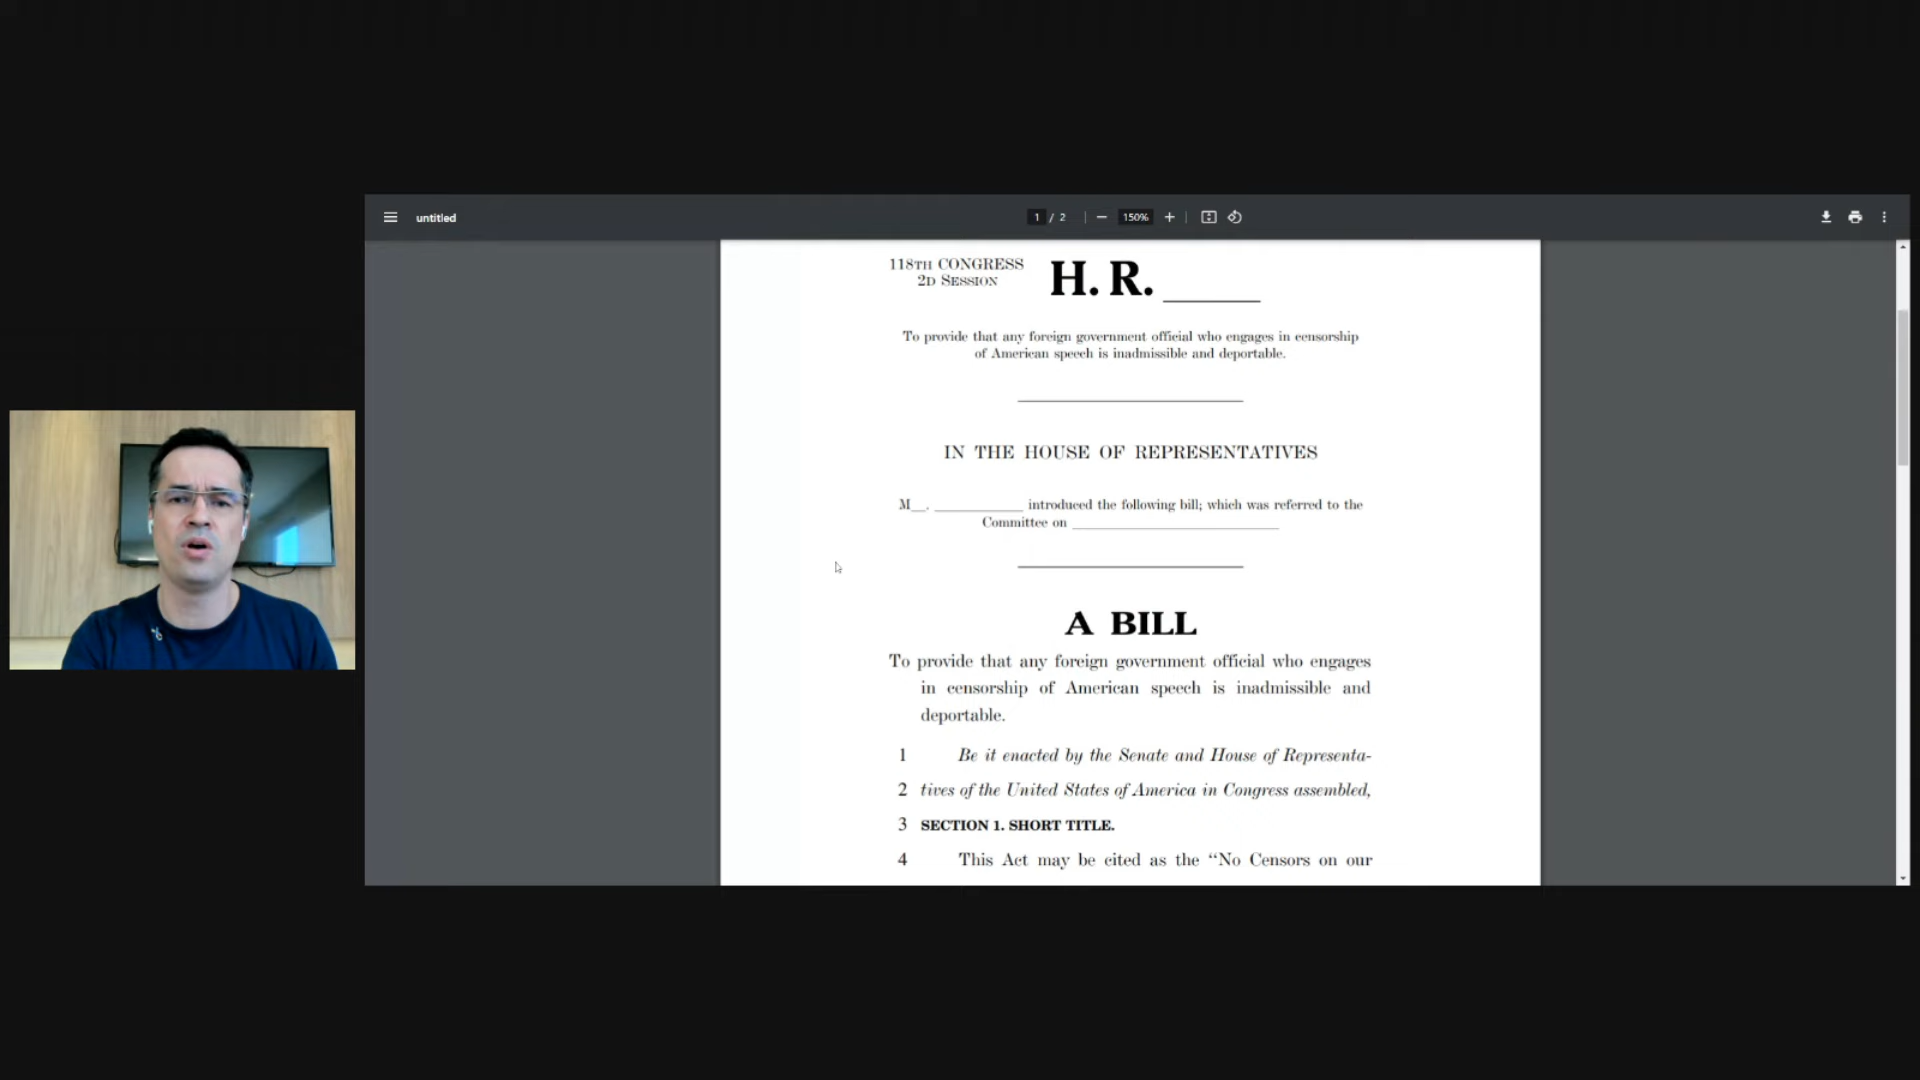 untitled
1 / 2
150%
118TH CONGRESS
2D SESSION
H. R. ______
To provide that any foreign government official who engages in censorship
of American speech is inadmissible and deportable.
IN THE HOUSE OF REPRESENTATIVES
M__. ____________ introduced the following bill; which was referred to the
Committee on ____________________________
A BILL
To provide that any foreign government official who engages
in censorship of American speech is inadmissible and
deportable.
1 Be it enacted by the Senate and House of Representa-
2 tives of the United States of America in Congress assembled,
3 SECTION 1. SHORT TITLE.
4 This Act may be cited as the “No Censors on our